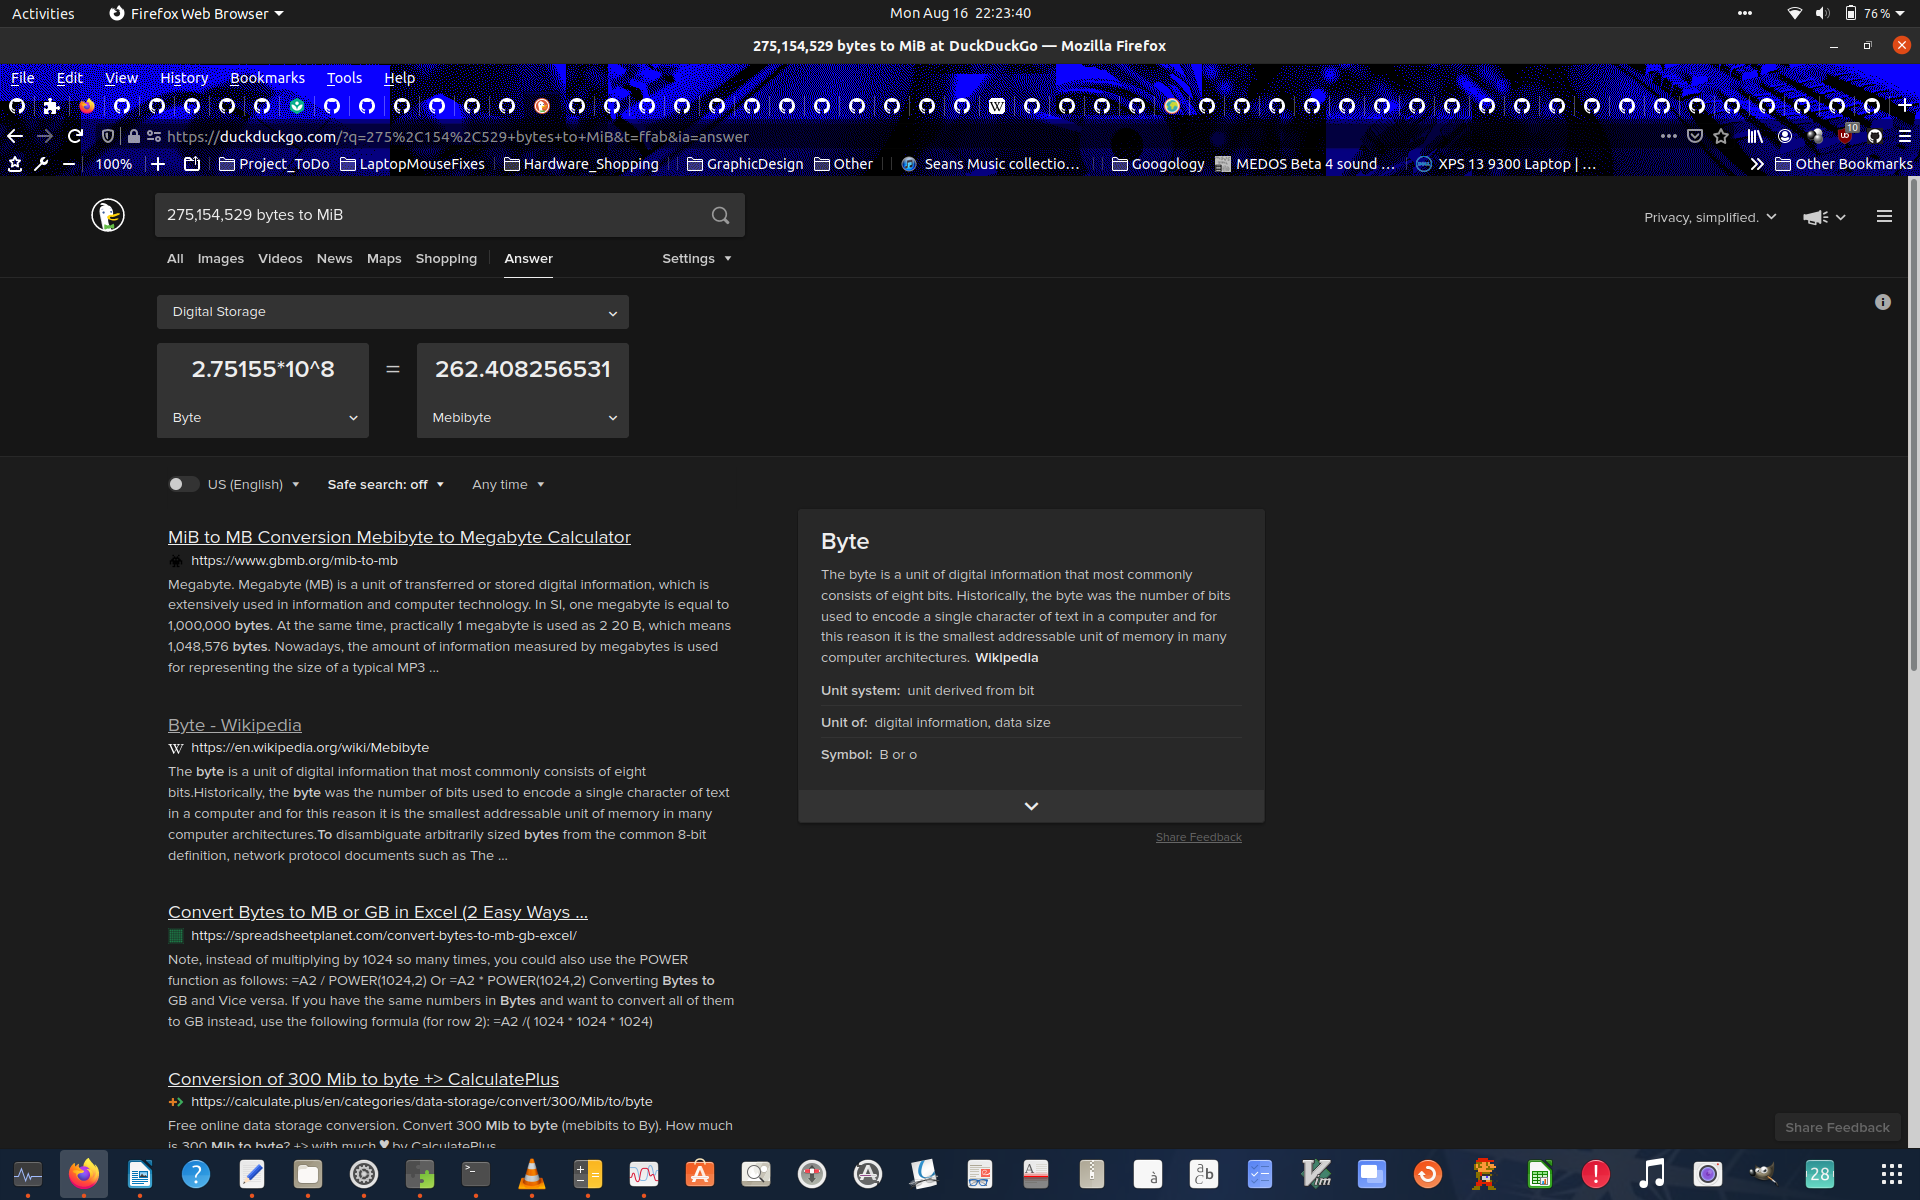 Activities Firefox Web Browser Mon Aug 16 22:23:40 76 %
275,154,529 bytes to MiB at DuckDuckGo — Mozilla Firefox
File Edit View History Bookmarks Tools Help
https://duckduckgo.com/?q=275%2C154%2C529+bytes+to+MiB&t=ffab&ia=answer 10
100% Project_ToDo LaptopMouseFixes Hardware_Shopping GraphicDesign Other Seans Music collectio... Googology MEDOS Beta 4 sound ... XPS 13 9300 Laptop | ... Other Bookmarks
275,154,529 bytes to MiB Privacy, simplified.
All Images Videos News Maps Shopping Answer Settings
Digital Storage
2.75155*10^8 = 262.408256531
Byte Mebibyte
US (English) Safe search: off Any time
MiB to MB Conversion Mebibyte to Megabyte Calculator
https://www.gbmb.org/mib-to-mb
Megabyte. Megabyte (MB) is a unit of transferred or stored digital information, which is
extensively used in information and computer technology. In SI, one megabyte is equal to
1,000,000 bytes. At the same time, practically 1 megabyte is used as 2 20 B, which means
1,048,576 bytes. Nowadays, the amount of information measured by megabytes is used
for representing the size of a typical MP3 ...
Byte - Wikipedia
W https://en.wikipedia.org/wiki/Mebibyte
The byte is a unit of digital information that most commonly consists of eight
bits.Historically, the byte was the number of bits used to encode a single character of text
in a computer and for this reason it is the smallest addressable unit of memory in many
computer architectures.To disambiguate arbitrarily sized bytes from the common 8-bit
definition, network protocol documents such as The ...
Convert Bytes to MB or GB in Excel (2 Easy Ways ...
https://spreadsheetplanet.com/convert-bytes-to-mb-gb-excel/
Note, instead of multiplying by 1024 so many times, you could also use the POWER
function as follows: =A2 / POWER(1024,2) Or =A2 * POWER(1024,2) Converting Bytes to
GB and Vice versa. If you have the same numbers in Bytes and want to convert all of them
to GB instead, use the following formula (for row 2): =A2 /( 1024 * 1024 * 1024)
Conversion of 300 Mib to byte +> CalculatePlus
+> https://calculate.plus/en/categories/data-storage/convert/300/Mib/to/byte
Free online data storage conversion. Convert 300 Mib to byte (mebibits to By). How much
is 300 Mib to byte? +> with much ♥ by CalculatePlus
Byte
The byte is a unit of digital information that most commonly
consists of eight bits. Historically, the byte was the number of bits
used to encode a single character of text in a computer and for
this reason it is the smallest addressable unit of memory in many
computer architectures. Wikipedia
Unit system: unit derived from bit
Unit of: digital information, data size
Symbol: B or o
Share Feedback
Share Feedback
28